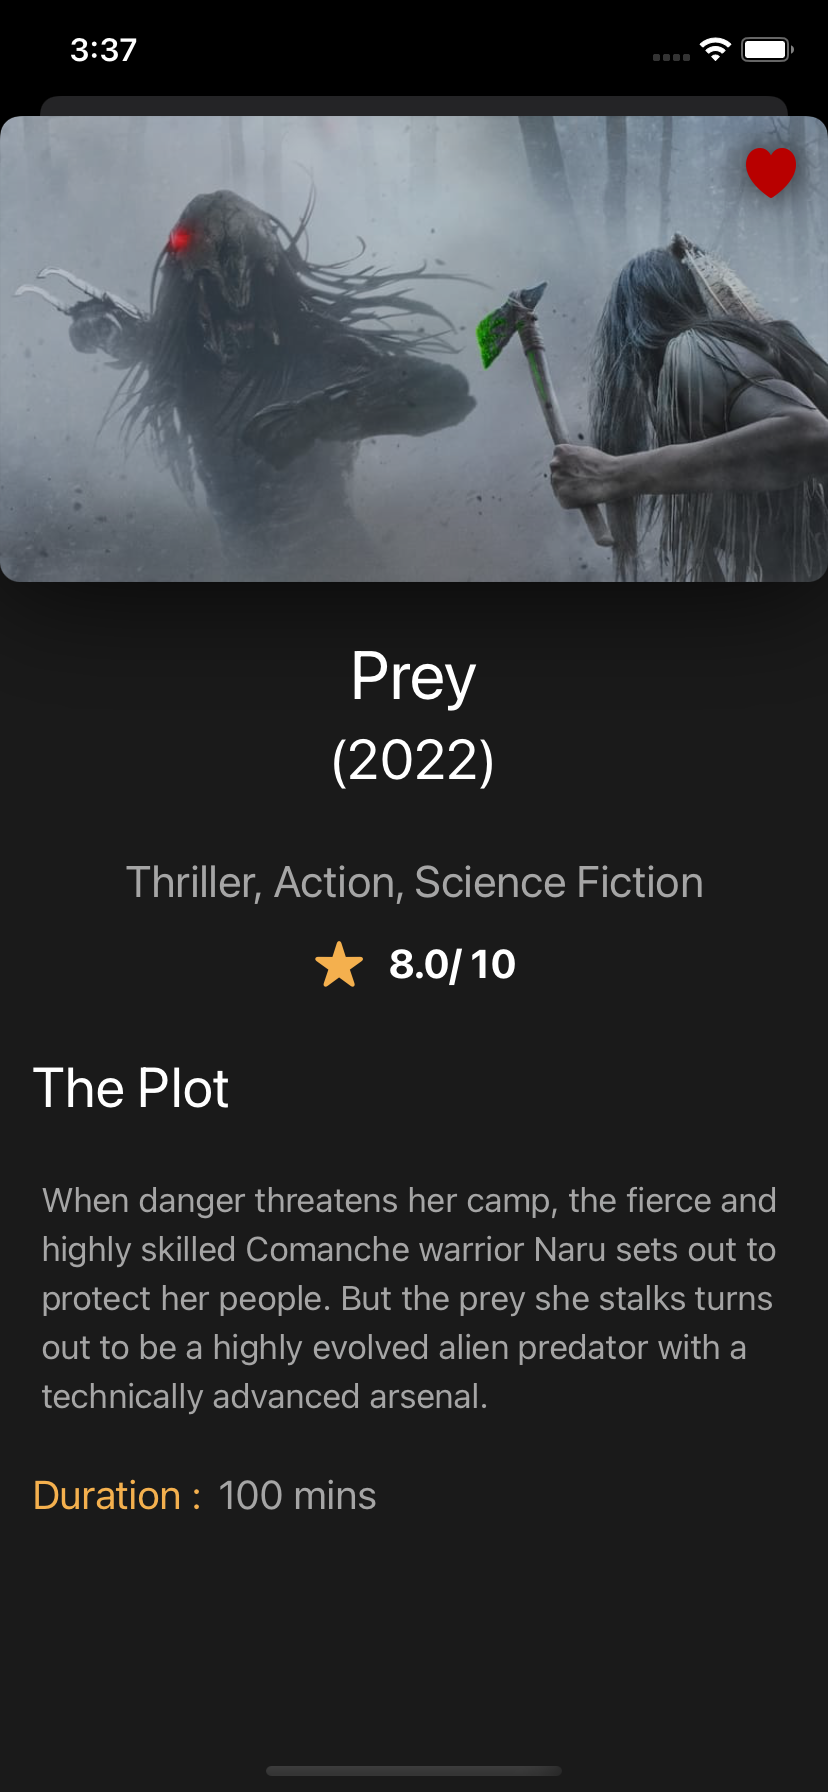 3:37
Prey
(2022)
Thriller, Action, Science Fiction
8.0/ 10
The Plot
When danger threatens her camp, the fierce and
highly skilled Comanche warrior Naru sets out to
protect her people. But the prey she stalks turns
out to be a highly evolved alien predator with a
technically advanced arsenal.
Duration : 100 mins